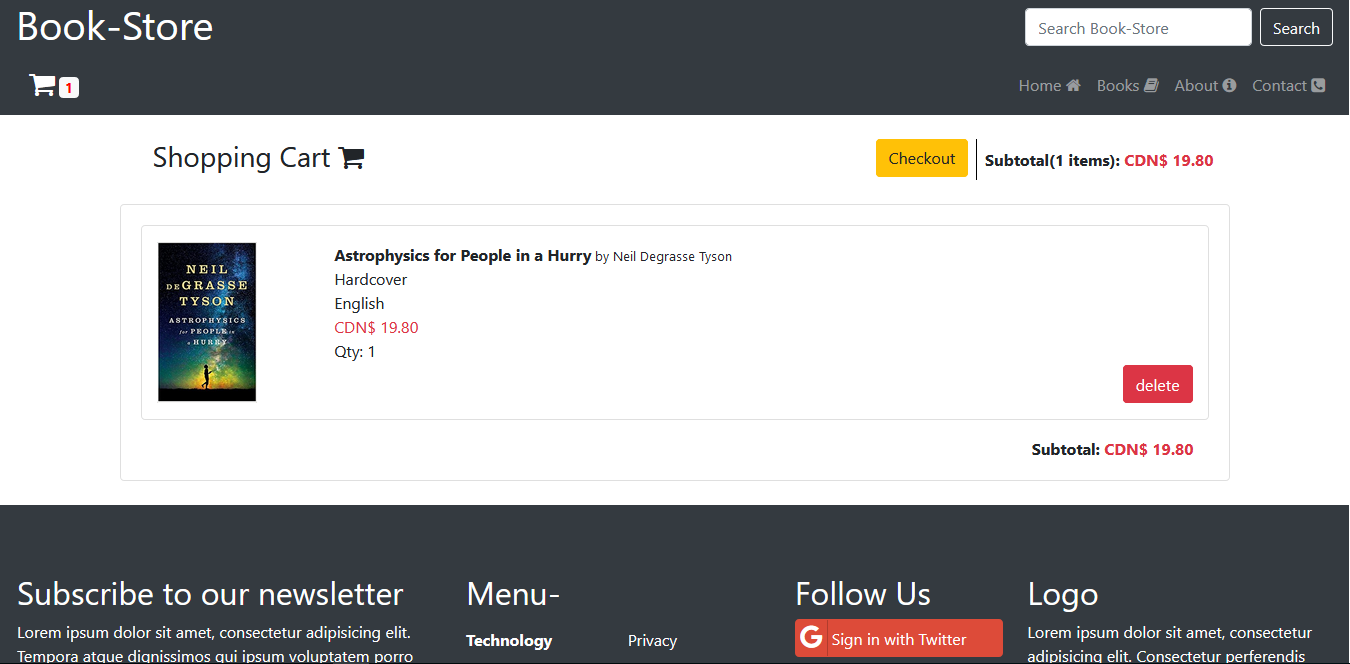 Book-Store
Search Book-Store
Search
1
Home
Books
About
Contact
Shopping Cart
Checkout
Subtotal(1 items): CDN$ 19.80
NEIL
DEGRASSE
TYSON
ASTROPHYSICS
for PEOPLE in
a HURRY
Astrophysics for People in a Hurry by Neil Degrasse Tyson
Hardcover
English
CDN$ 19.80
Qty: 1
delete
Subtotal: CDN$ 19.80
Subscribe to our newsletter
Lorem ipsum dolor sit amet, consectetur adipisicing elit.
Tempora atque dignissimos qui ipsum voluptatem porro
Menu-
Technology
Privacy
Follow Us
G Sign in with Twitter
Logo
Lorem ipsum dolor sit amet, consectetur
adipisicing elit. Consectetur perferendis